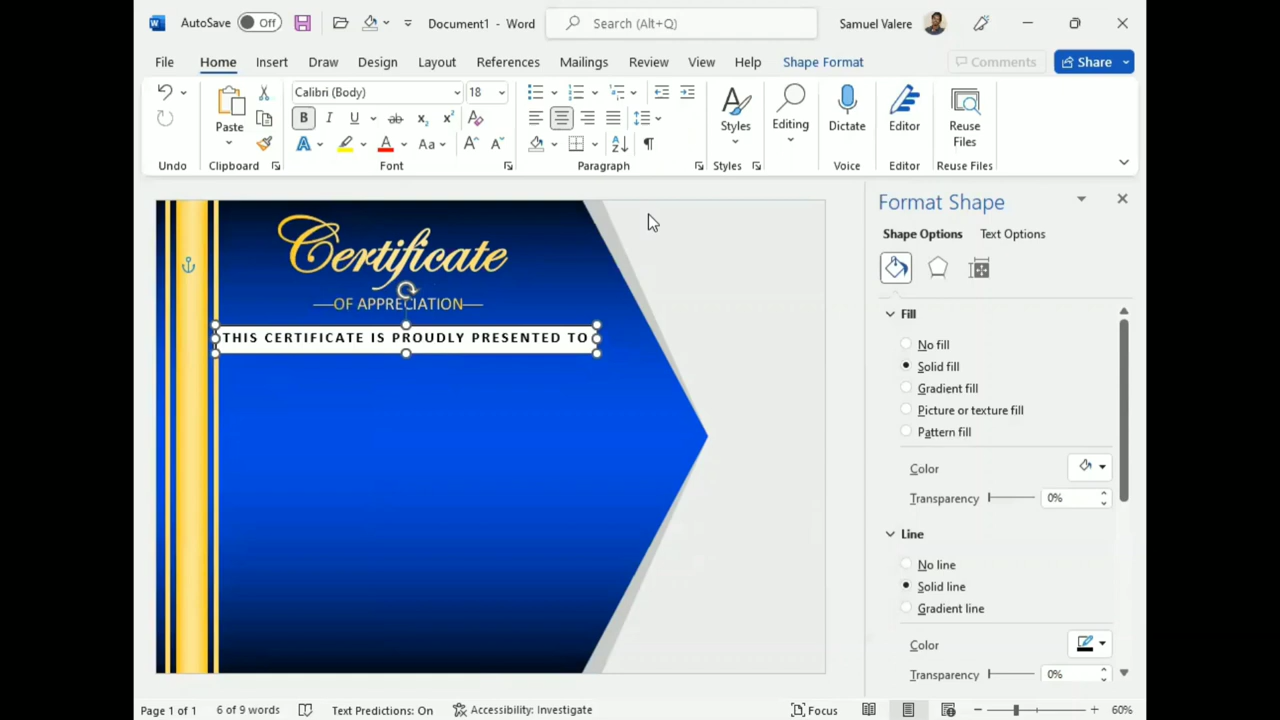 AutoSave Off Document1 - Word Search (Alt+Q) Samuel Valere
File Home Insert Draw Design Layout References Mailings Review View Help Shape Format Comments Share
Calibri (Body) 18
Paste Styles Editing Dictate Editor Reuse Files
Undo Clipboard Font Paragraph Styles Voice Editor Reuse Files
Certificate
OF APPRECIATION
THIS CERTIFICATE IS PROUDLY PRESENTED TO
Format Shape
Shape Options Text Options
Fill
No fill
Solid fill
Gradient fill
Picture or texture fill
Pattern fill
Color
Transparency 0%
Line
No line
Solid line
Gradient line
Color
Transparency 0%
Page 1 of 1 6 of 9 words Text Predictions: On Accessibility: Investigate Focus 60%